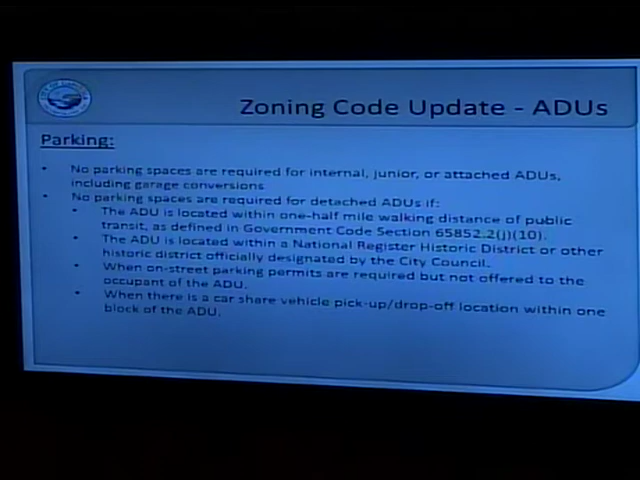 Zoning Code Update - ADUs
Parking:
• No parking spaces are required for internal, junior, or attached ADUs,
including garage conversions
• No parking spaces are required for detached ADUs if:
• The ADU is located within one-half mile walking distance of public
transit, as defined in Government Code Section 65852.2(j)(10).
• The ADU is located within a National Register Historic District or other
historic district officially designated by the City Council.
• When on-street parking permits are required but not offered to the
occupant of the ADU.
• When there is a car share vehicle pick-up/drop-off location within one
block of the ADU.